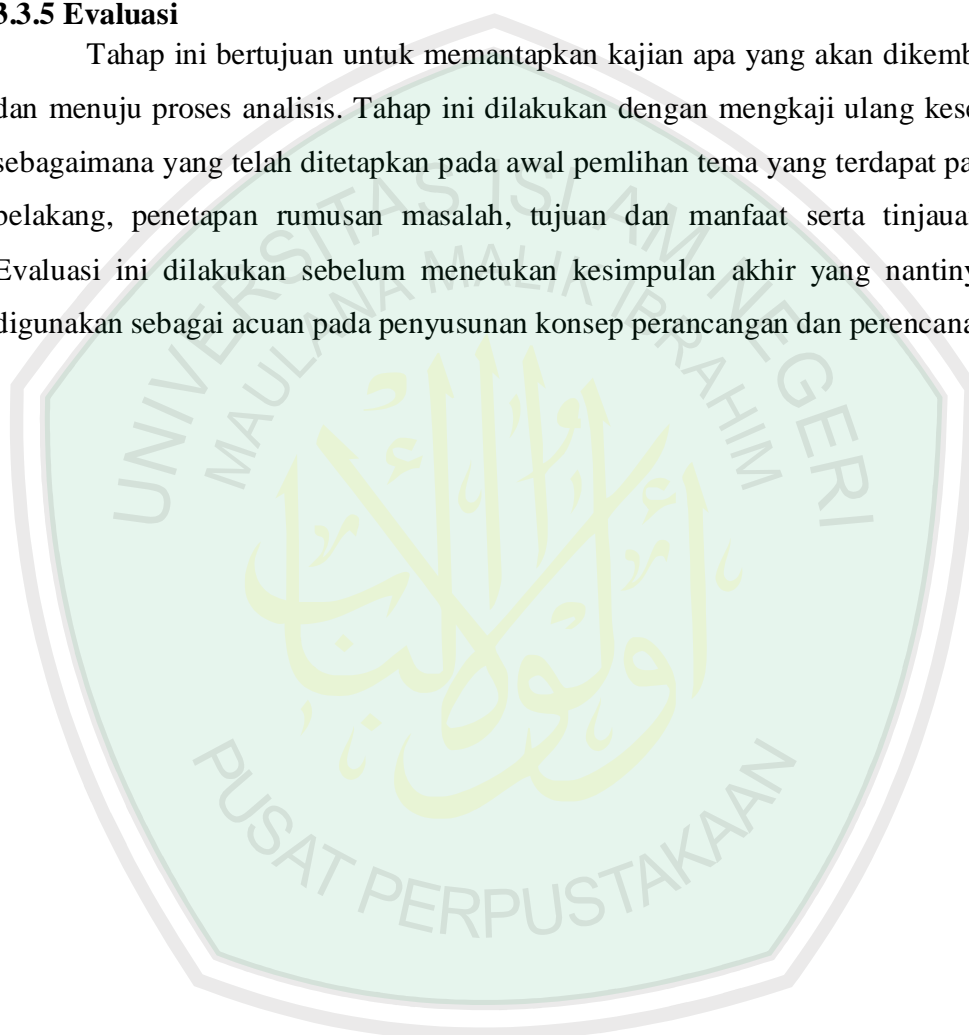 3.3.5 Evaluasi
Tahap ini bertujuan untuk memantapkan kajian apa yang akan dikemb
dan menuju proses analisis. Tahap ini dilakukan dengan mengkaji ulang kese
sebagaimana yang telah ditetapkan pada awal pemlihan tema yang terdapat pa
belakang, penetapan rumusan masalah, tujuan dan manfaat serta tinjaua
Evaluasi ini dilakukan sebelum menetukan kesimpulan akhir yang nantiny
digunakan sebagai acuan pada penyusunan konsep perancangan dan perencana
UNIVERSITAS ISLAM NEGERI
MAULANA MALIK IBRAHIM
أولوا الألباب
PUSAT PERPUSTAKAAN